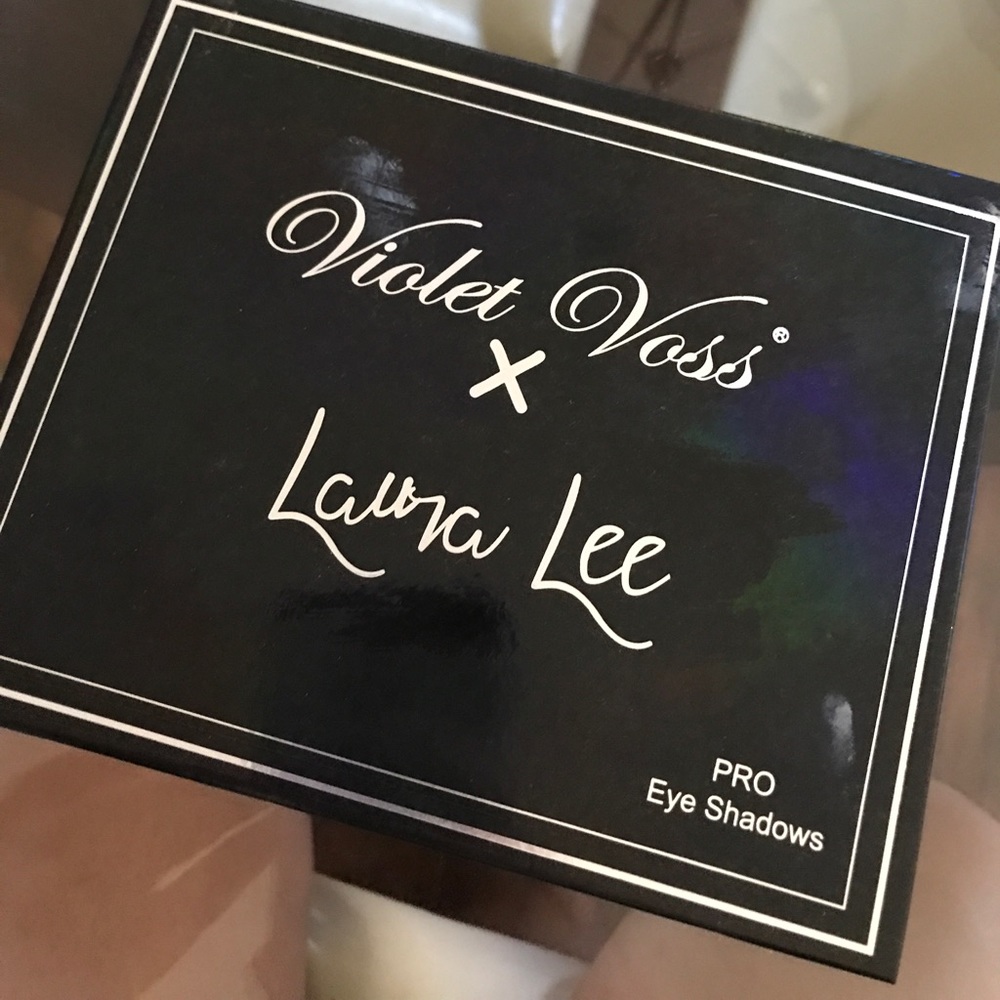 Violet Voss®
X
Laura Lee
PRO
Eye Shadows